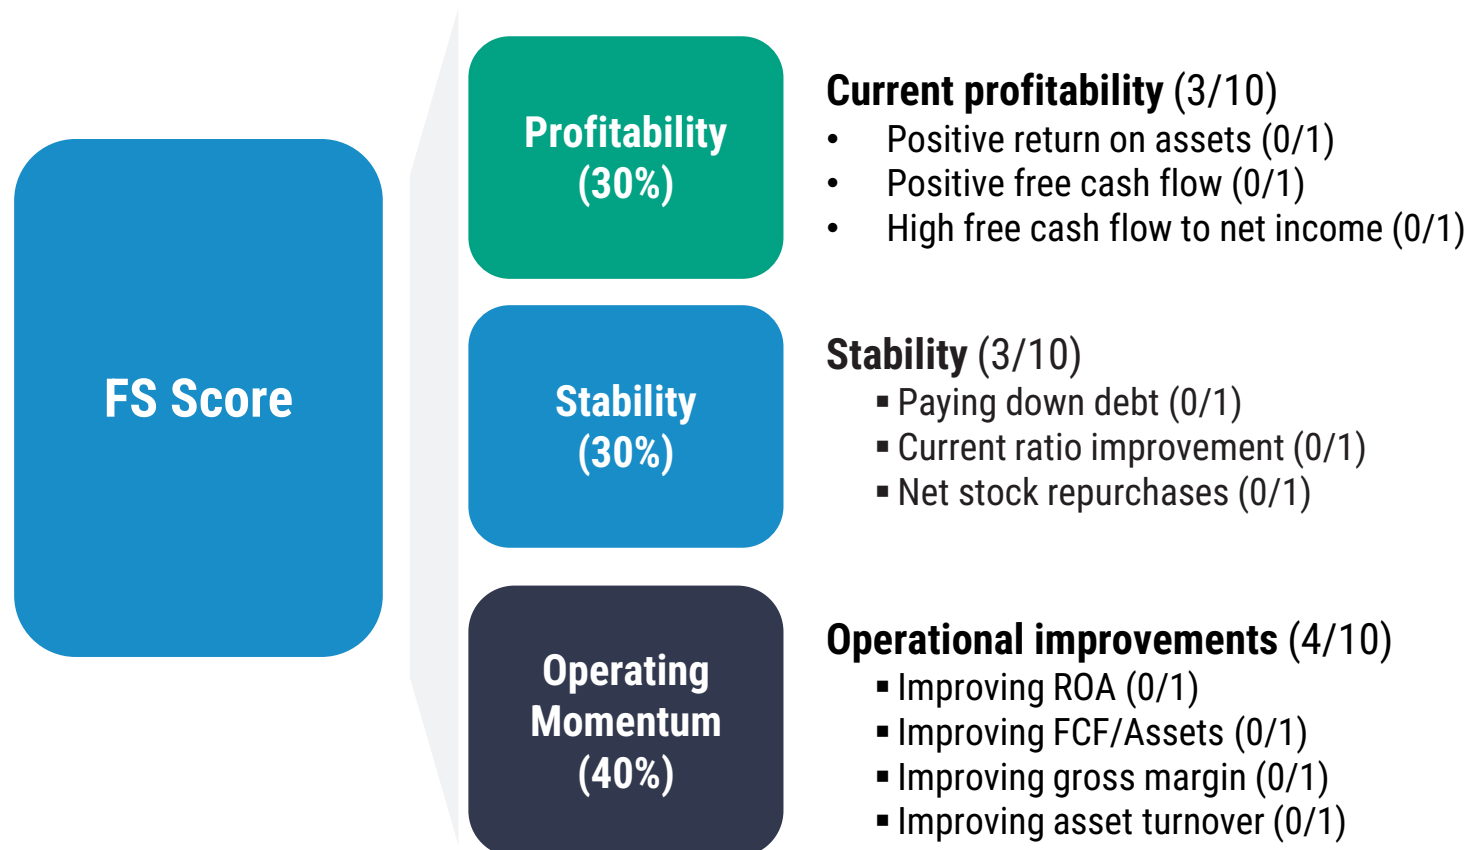 FS Score
Profitability
(30%)
Current profitability (3/10)
• Positive return on assets (0/1)
• Positive free cash flow (0/1)
• High free cash flow to net income (0/1)
Stability
(30%)
Stability (3/10)
▪ Paying down debt (0/1)
▪ Current ratio improvement (0/1)
▪ Net stock repurchases (0/1)
Operating
Momentum
(40%)
Operational improvements (4/10)
▪ Improving ROA (0/1)
▪ Improving FCF/Assets (0/1)
▪ Improving gross margin (0/1)
▪ Improving asset turnover (0/1)